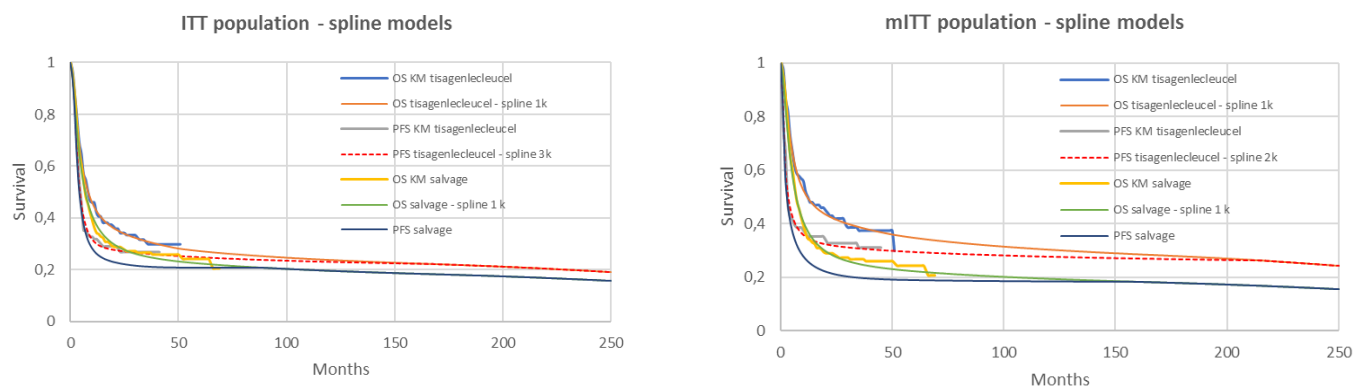 ITT population - spline models
1
0,8
0,6
0,4
0,2
0
Survival
0
50
100
150
200
250
Months
OS KM tisagenlecleucel
OS tisagenlecleucel - spline 1k
PFS KM tisagenlecleucel
PFS tisagenlecleucel - spline 3k
OS KM salvage
OS salvage - spline 1 k
PFS salvage
mITT population - spline models
1
0,8
0,6
0,4
0,2
0
Survival
0
50
100
150
200
250
Months
OS KM tisagenlecleucel
OS tisagenlecleucel - spline 1k
PFS KM tisagenlecleucel
PFS tisagenlecleucel - spline 2k
OS KM salvage
OS salvage - spline 1 k
PFS salvage